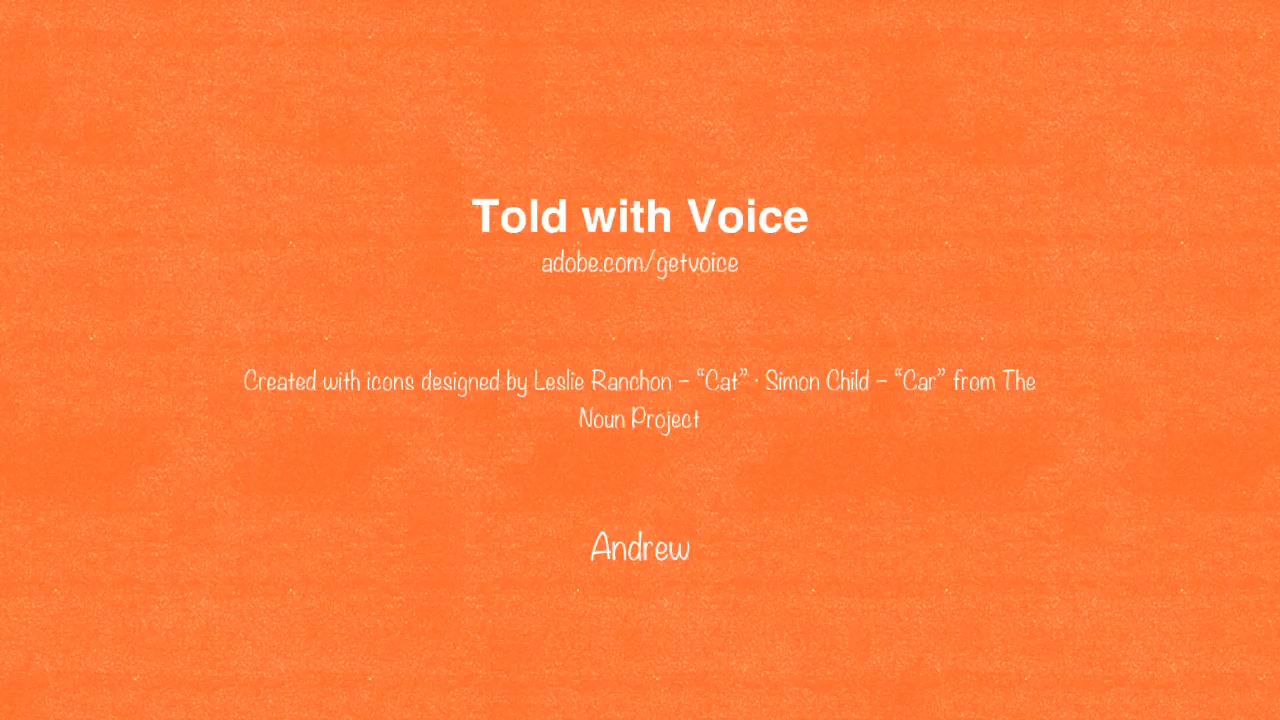 Told with Voice
adobe.com/getvoice
Created with icons designed by Leslie Ranchon – “Cat” · Simon Child – “Car” from The
Noun Project
Andrew